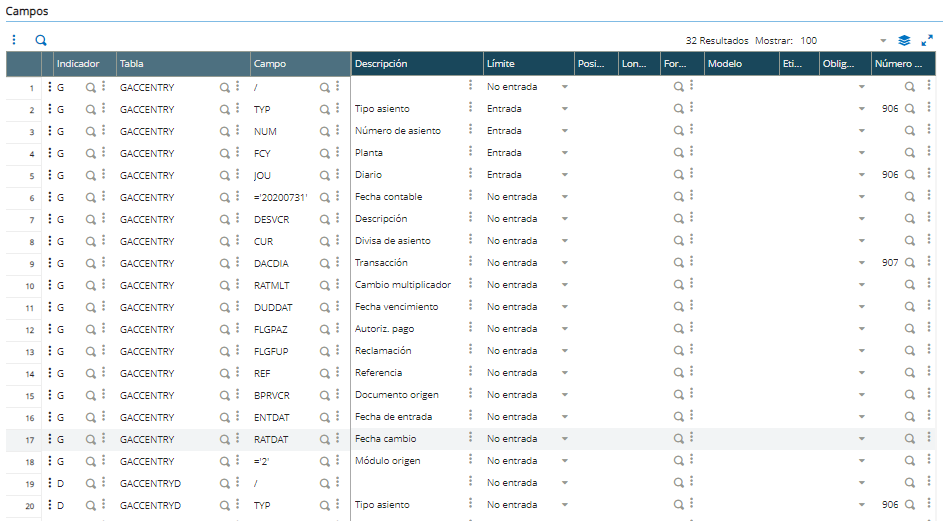 Campos
32 Resultados Mostrar: 100
Indicador Tabla Campo Descripción Límite Posi... Lon... For... Modelo Eti... Oblig... Número ...
1 G GACCENTRY / No entrada
2 G GACCENTRY TYP Tipo asiento Entrada 906
3 G GACCENTRY NUM Número de asiento Entrada
4 G GACCENTRY FCY Planta Entrada
5 G GACCENTRY JOU Diario Entrada 906
6 G GACCENTRY ='20200731' Fecha contable No entrada
7 G GACCENTRY DESVCR Descripción No entrada
8 G GACCENTRY CUR Divisa de asiento No entrada
9 G GACCENTRY DACDIA Transacción No entrada 907
10 G GACCENTRY RATMLT Cambio multiplicador No entrada
11 G GACCENTRY DUDDAT Fecha vencimiento No entrada
12 G GACCENTRY FLGPAZ Autoriz. pago No entrada
13 G GACCENTRY FLGFUP Reclamación No entrada
14 G GACCENTRY REF Referencia No entrada
15 G GACCENTRY BPRVCR Documento origen No entrada
16 G GACCENTRY ENTDAT Fecha de entrada No entrada
17 G GACCENTRY RATDAT Fecha cambio No entrada
18 G GACCENTRY ='2' Módulo origen No entrada
19 D GACCENTRYD / No entrada
20 D GACCENTRYD TYP Tipo asiento No entrada 906